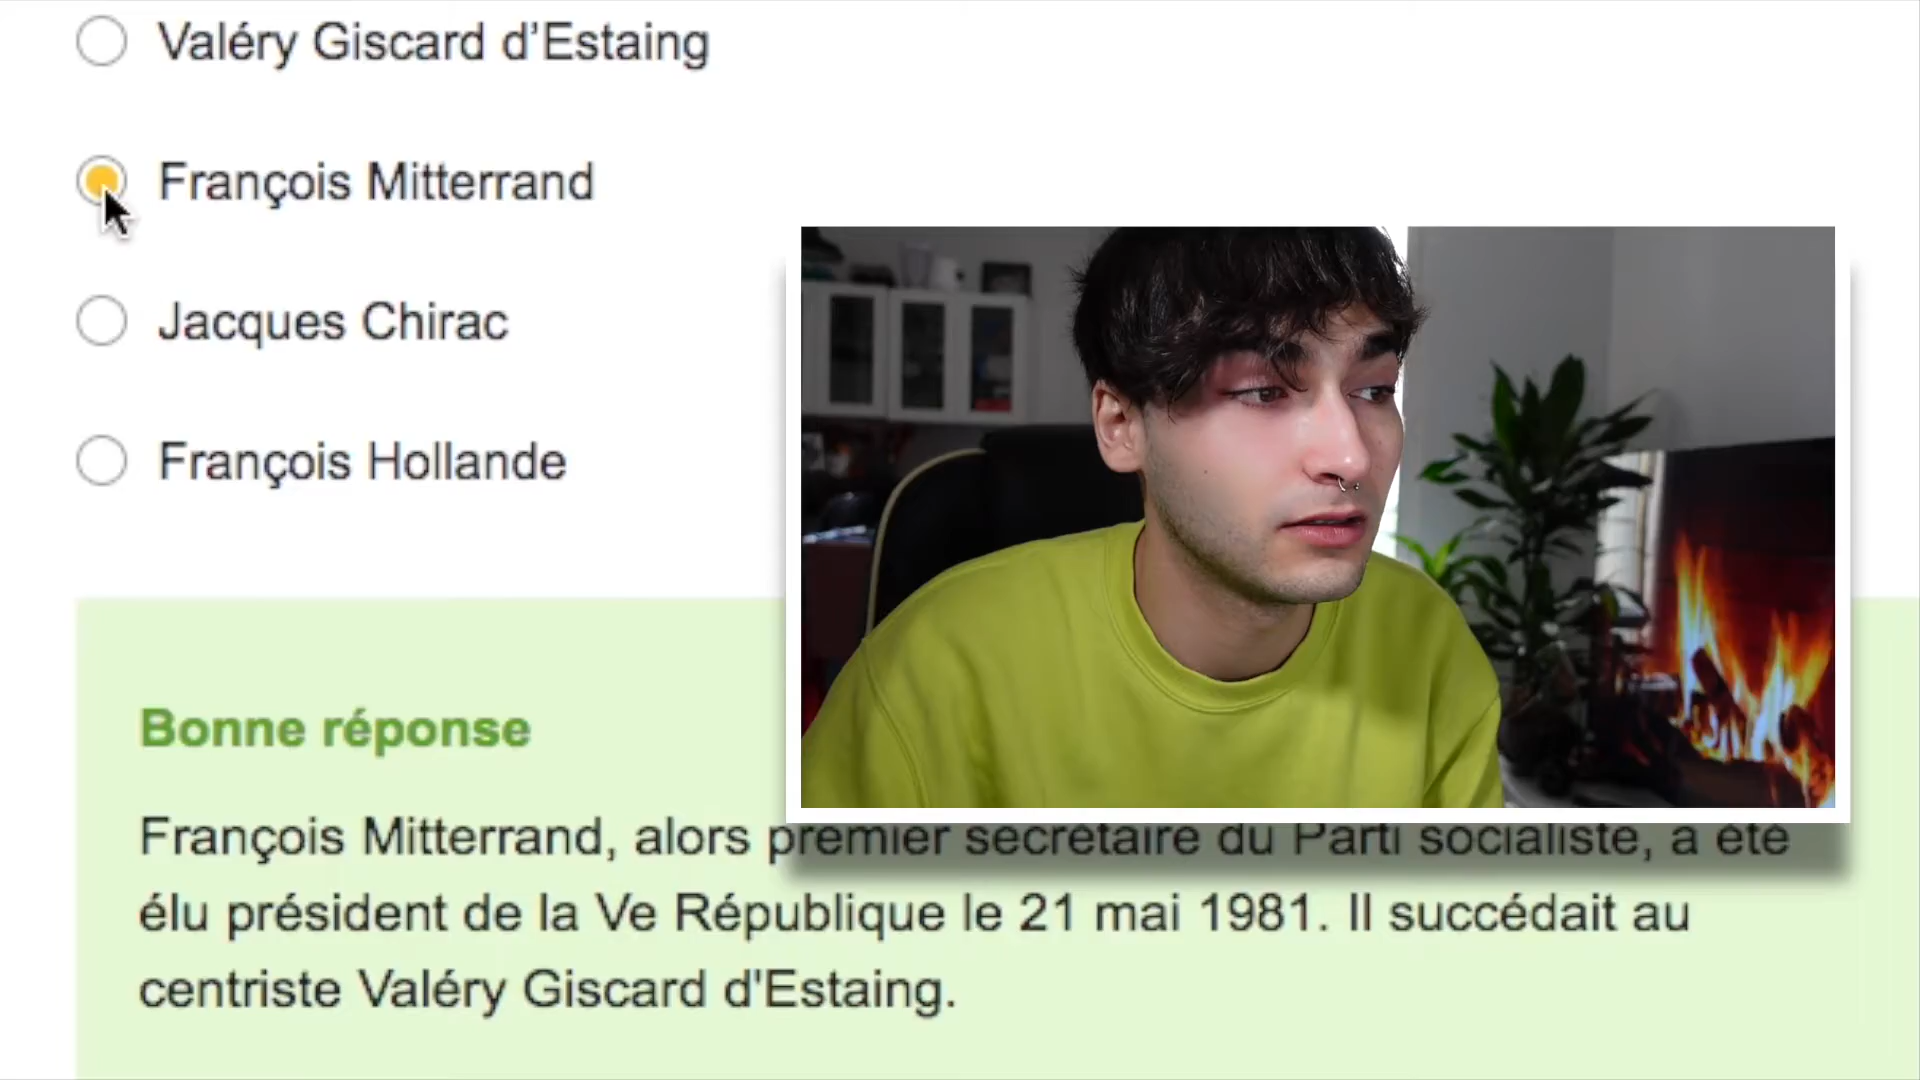 Valéry Giscard d’Estaing
François Mitterrand
Jacques Chirac
François Hollande
Bonne réponse
François Mitterrand, alors premier secrétaire du Parti socialiste, a été
élu président de la Ve République le 21 mai 1981. Il succédait au
centriste Valéry Giscard d'Estaing.